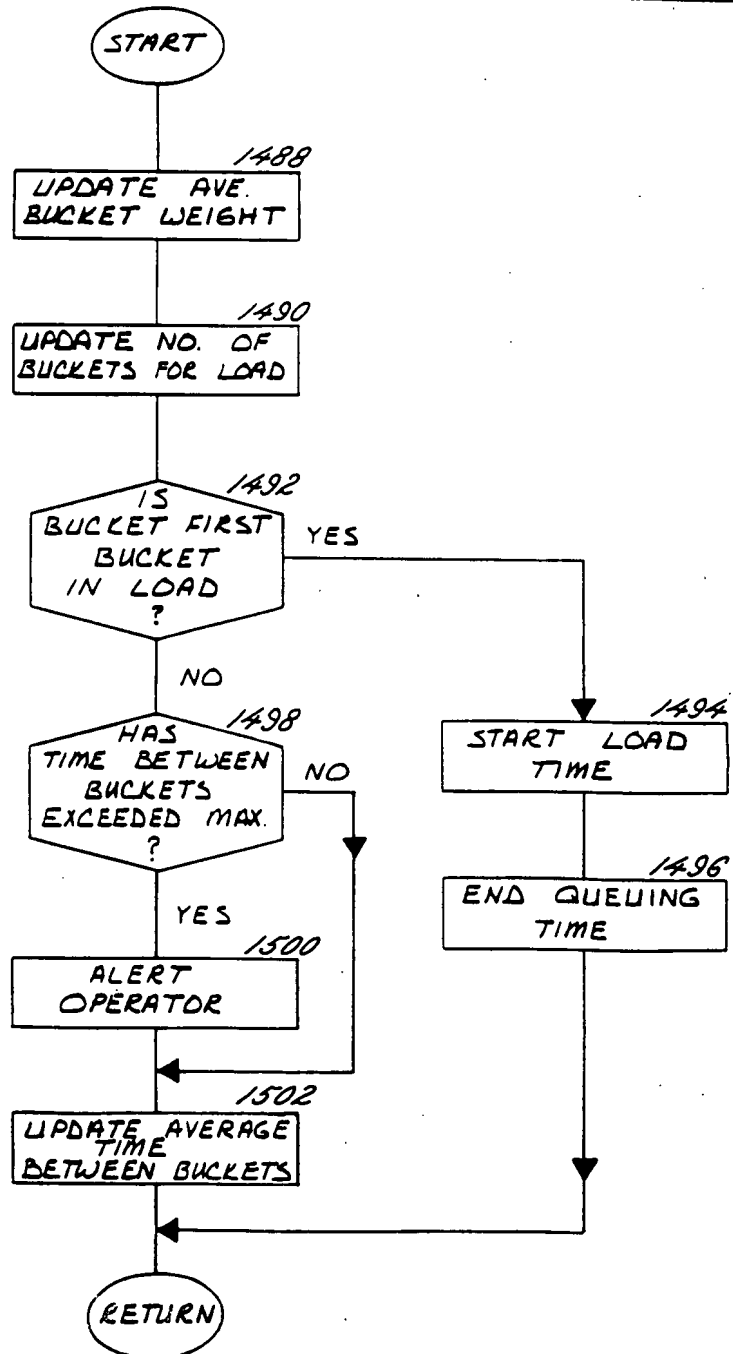 START
1488
UPDATE AVE.
BUCKET WEIGHT
1490
UPDATE NO. OF
BUCKETS FOR LOAD
1492
IS
BUCKET FIRST
BUCKET
IN LOAD
?
YES
NO
1494
START LOAD
TIME
1498
HAS
TIME BETWEEN
BUCKETS
EXCEEDED MAX.
?
NO
YES
1496
END QUEUING
TIME
1500
ALERT
OPERATOR
1502
UPDATE AVERAGE
TIME
BETWEEN BUCKETS
RETURN